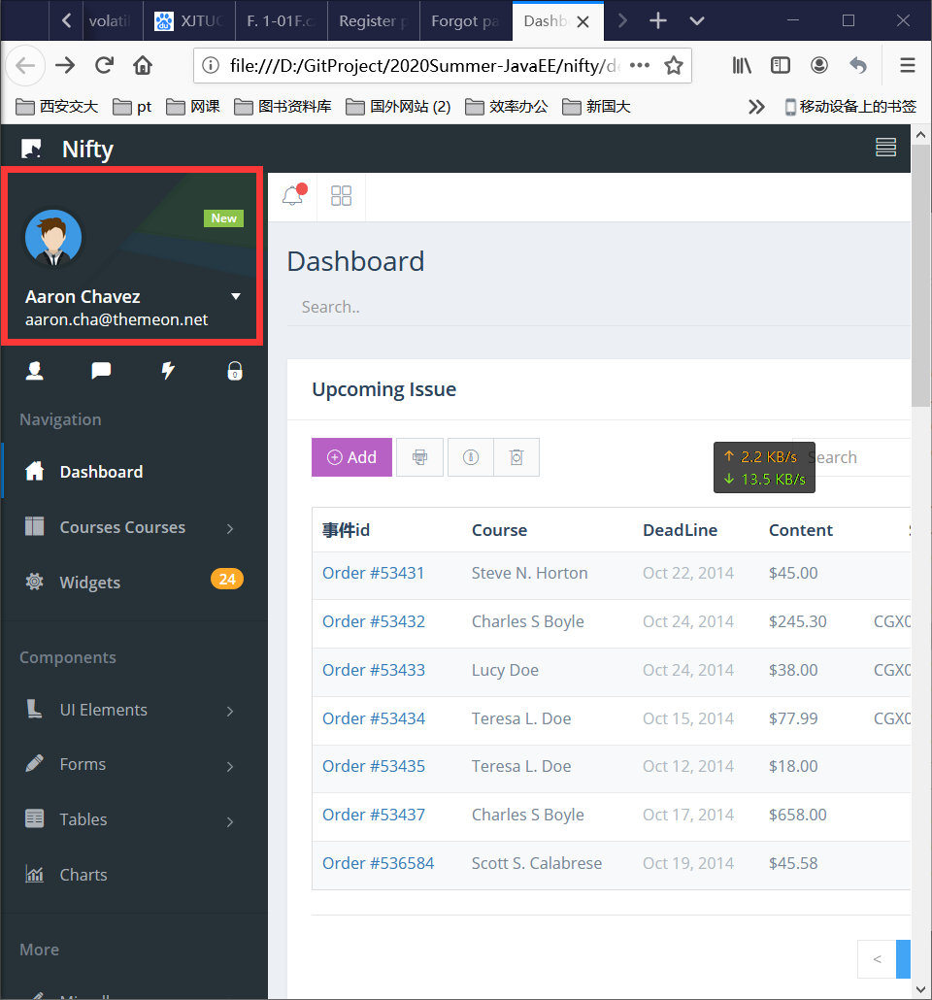 volatil XJTUC F. 1-01F.c Register p Forgot pa Dashb
file:///D:/GitProject/2020Summer-JavaEE/nifty/de
西安交大 pt 网课 图书资料库 国外网站 (2) 效率办公 新国大 移动设备上的书签
Nifty
New
Aaron Chavez
aaron.cha@themeon.net
Navigation
Dashboard
Courses Courses
Widgets 24
Components
UI Elements
Forms
Tables
Charts
More
Dashboard
Search..
Upcoming Issue
Add
Search
2.2 KB/s
13.5 KB/s
事件id Course DeadLine Content
Order #53431 Steve N. Horton Oct 22, 2014 $45.00
Order #53432 Charles S Boyle Oct 24, 2014 $245.30 CGX0
Order #53433 Lucy Doe Oct 24, 2014 $38.00 CGX0
Order #53434 Teresa L. Doe Oct 15, 2014 $77.99 CGX0
Order #53435 Teresa L. Doe Oct 12, 2014 $18.00
Order #53437 Charles S Boyle Oct 17, 2014 $658.00
Order #536584 Scott S. Calabrese Oct 19, 2014 $45.58
<